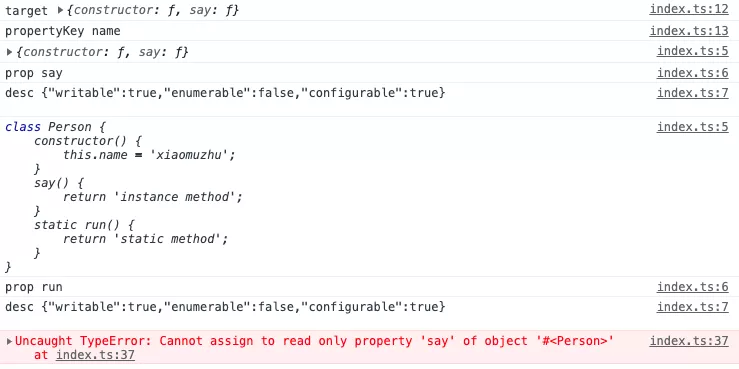 target ▶{constructor: ƒ, say: ƒ} index.ts:12
propertyKey name index.ts:13
▶{constructor: ƒ, say: ƒ} index.ts:5
prop say index.ts:6
desc {"writable":true,"enumerable":false,"configurable":true} index.ts:7
class Person { index.ts:5
    constructor() {
        this.name = 'xiaomuzhu';
    }
    say() {
        return 'instance method';
    }
    static run() {
        return 'static method';
    }
}
prop run index.ts:6
desc {"writable":true,"enumerable":false,"configurable":true} index.ts:7
▶Uncaught TypeError: Cannot assign to read only property 'say' of object '#<Person>' index.ts:37
    at index.ts:37